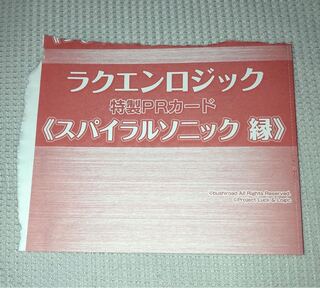 ラクエンロジック
特製PRカード
《スパイラルソニック 縁》
©bushiroad All Rights Reserved.
©Project Luck & Logic